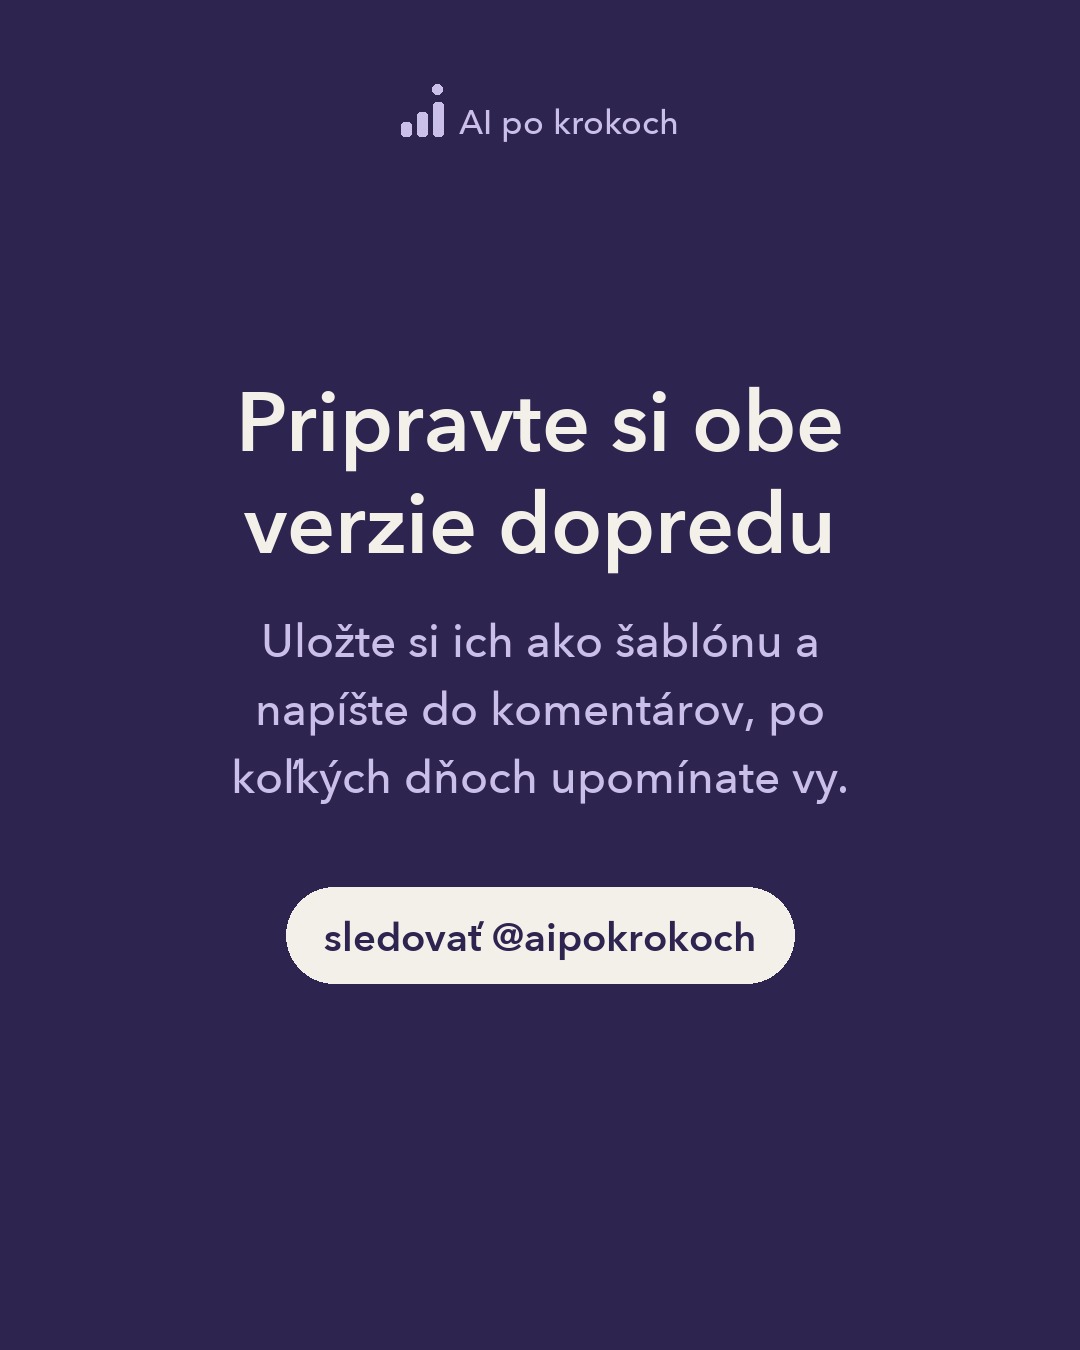 AI po krokoch
Pripravte si obe
verzie dopredu
Uložte si ich ako šablónu a
napíšte do komentárov, po
koľkých dňoch upomínate vy.
sledovať @aipokrokoch